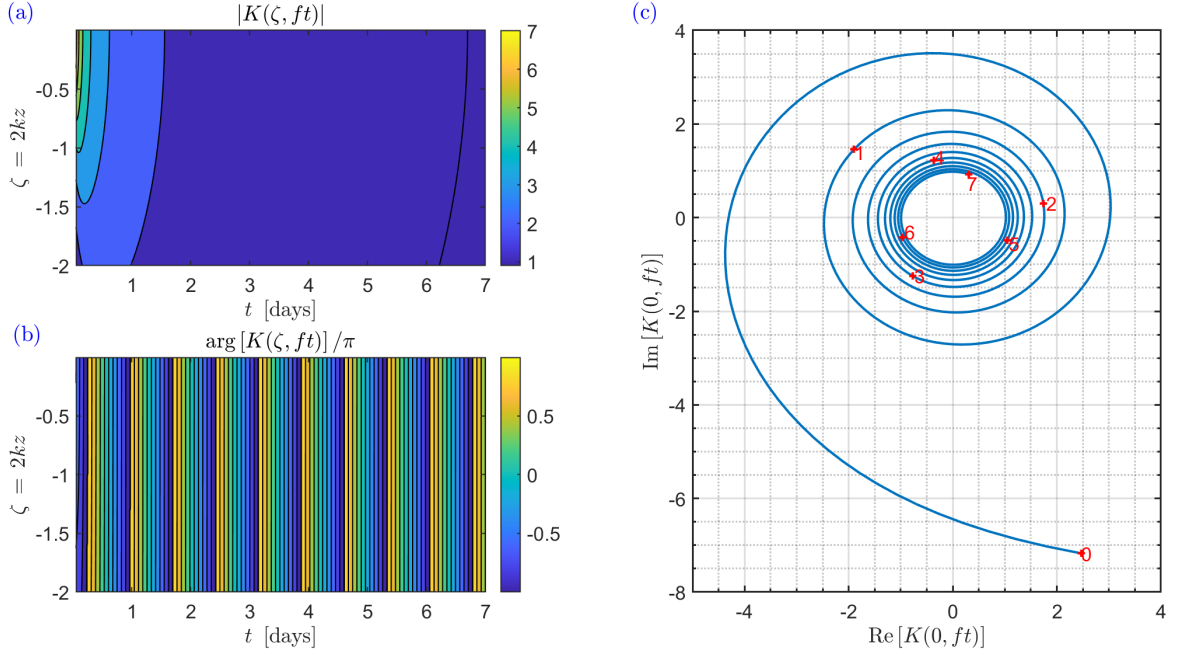 (a)
|K(ζ, ft)|
ζ = 2kz
-0.5
-1
-1.5
-2
1 2 3 4 5 6 7
t [days]
7
6
5
4
3
2
1
(b)
arg [K(ζ, ft)] /π
ζ = 2kz
-0.5
-1
-1.5
-2
1 2 3 4 5 6 7
t [days]
0.5
0
-0.5
(c)
Im [K(0, ft)]
4
2
0
-2
-4
-6
-8
-4 -2 0 2 4
Re [K(0, ft)]
1
4
7
2
6
5
3
0